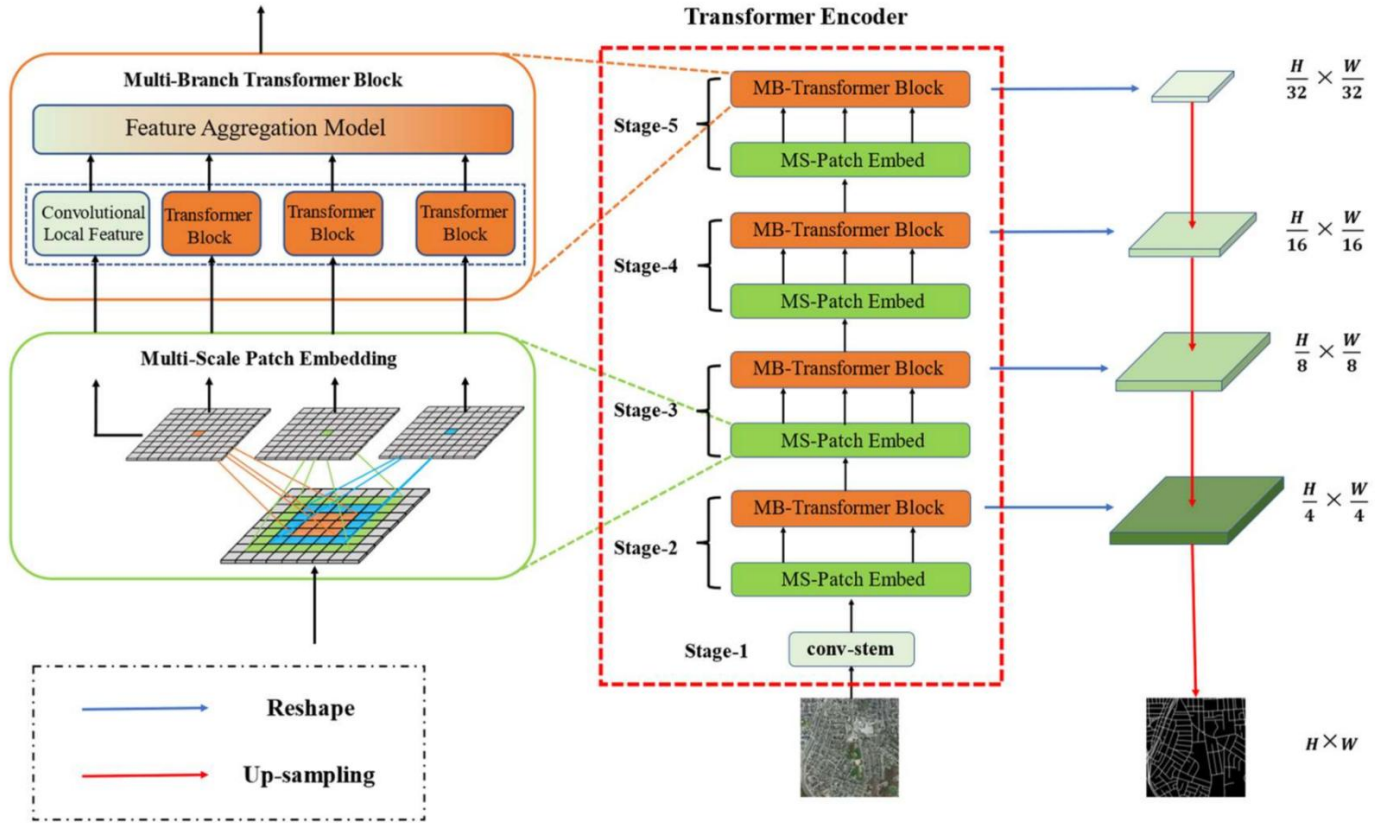 Transformer Encoder
Multi-Branch Transformer Block
Feature Aggregation Model
Convolutional
Local Feature
Transformer
Block
Transformer
Block
Transformer
Block
Multi-Scale Patch Embedding
Reshape
Up-sampling
Stage-5
MB-Transformer Block
MS-Patch Embed
Stage-4
MB-Transformer Block
MS-Patch Embed
Stage-3
MB-Transformer Block
MS-Patch Embed
Stage-2
MB-Transformer Block
MS-Patch Embed
Stage-1
conv-stem
H/32 × W/32
H/16 × W/16
H/8 × W/8
H/4 × W/4
H×W